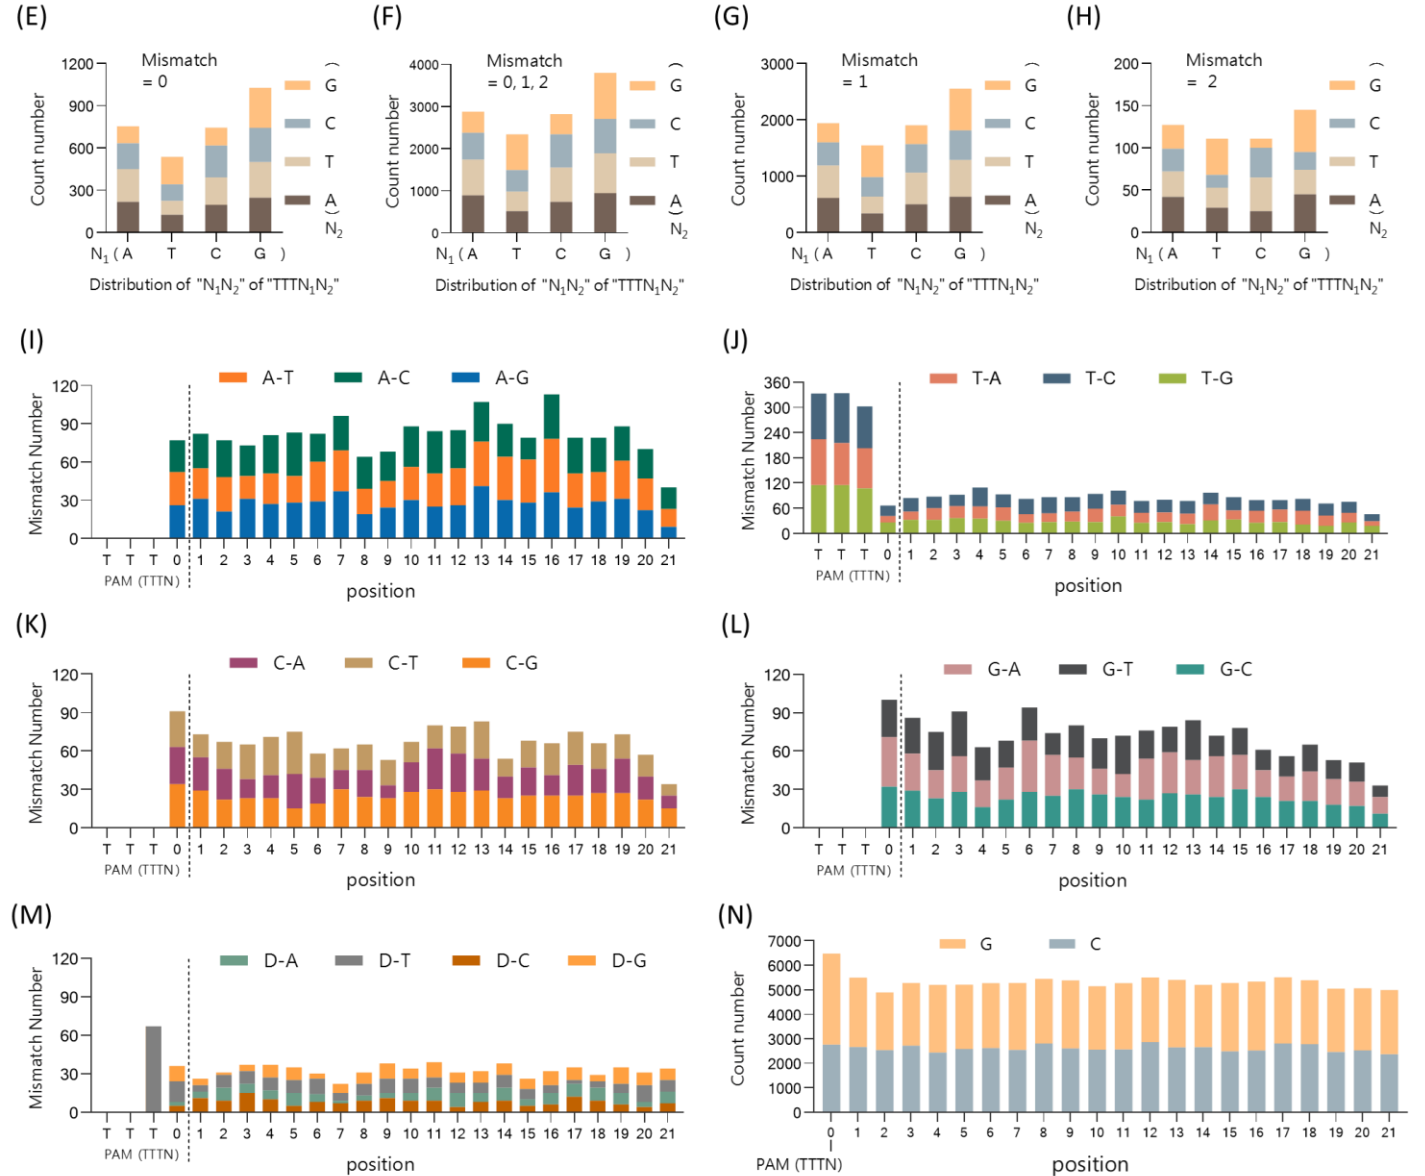 (E)
Count number
1200
900
600
300
0
Mismatch
= 0
( G
C
T
A )
N2
N1 ( A T C G )
Distribution of "N1N2" of "TTTN1N2"
(F)
Count number
4000
3000
2000
1000
0
Mismatch
= 0, 1, 2
( G
C
T
A )
N2
N1 ( A T C G )
Distribution of "N1N2" of "TTTN1N2"
(G)
Count number
3000
2000
1000
0
Mismatch
= 1
( G
C
T
A )
N2
N1 ( A T C G )
Distribution of "N1N2" of "TTTN1N2"
(H)
Count number
200
150
100
50
0
Mismatch
= 2
( G
C
T
A )
N2
N1 ( A T C G )
Distribution of "N1N2" of "TTTN1N2"
(I)
Mismatch Number
120
90
60
30
0
A-T A-C A-G
T T T 0 1 2 3 4 5 6 7 8 9 10 11 12 13 14 15 16 17 18 19 20 21
PAM (TTTN)
position
(J)
Mismatch Number
360
300
240
180
120
60
0
T-A T-C T-G
T T T 0 1 2 3 4 5 6 7 8 9 10 11 12 13 14 15 16 17 18 19 20 21
PAM (TTTN)
position
(K)
Mismatch Number
120
90
60
30
0
C-A C-T C-G
T T T 0 1 2 3 4 5 6 7 8 9 10 11 12 13 14 15 16 17 18 19 20 21
PAM (TTTN)
position
(L)
Mismatch Number
120
90
60
30
0
G-A G-T G-C
T T T 0 1 2 3 4 5 6 7 8 9 10 11 12 13 14 15 16 17 18 19 20 21
PAM (TTTN)
position
(M)
Mismatch Number
120
90
60
30
0
D-A D-T D-C D-G
T T T 0 1 2 3 4 5 6 7 8 9 10 11 12 13 14 15 16 17 18 19 20 21
PAM (TTTN)
position
(N)
Count number
7000
6000
5000
4000
3000
2000
1000
0
G C
0 1 2 3 4 5 6 7 8 9 10 11 12 13 14 15 16 17 18 19 20 21
PAM (TTTN)
position